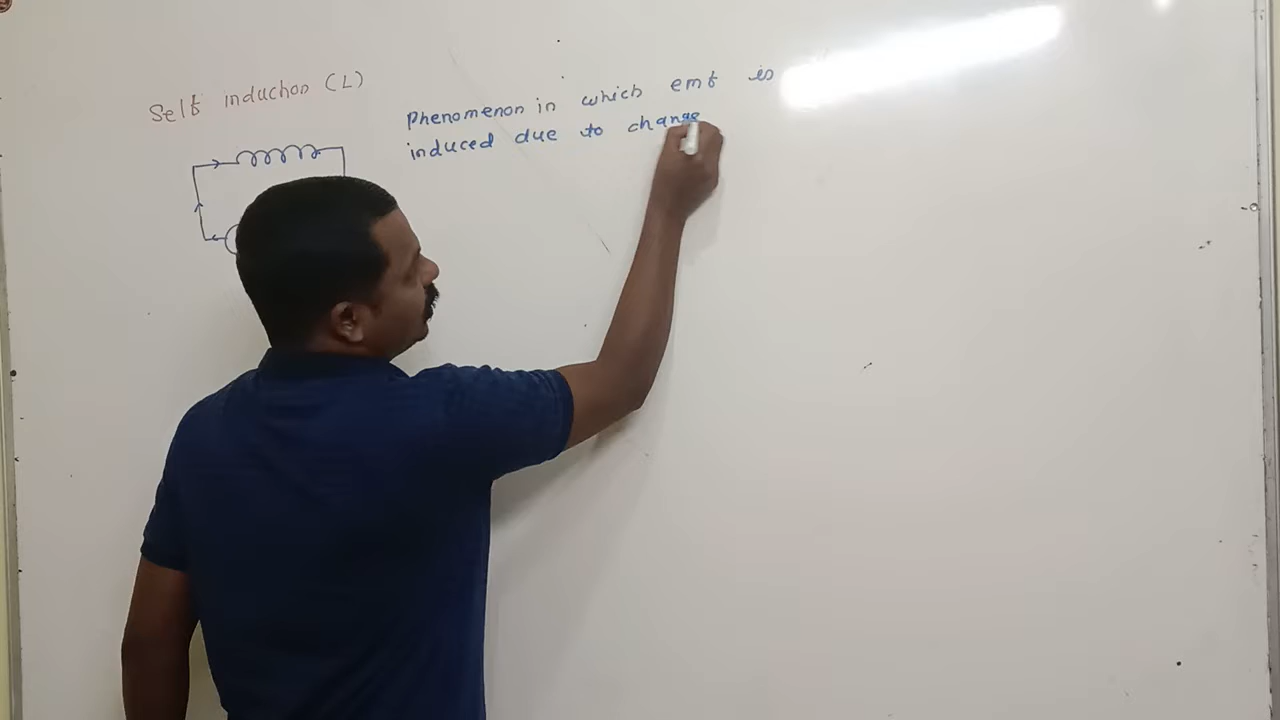 Self induction (L)
Phenomenon in which emf is
induced due to change